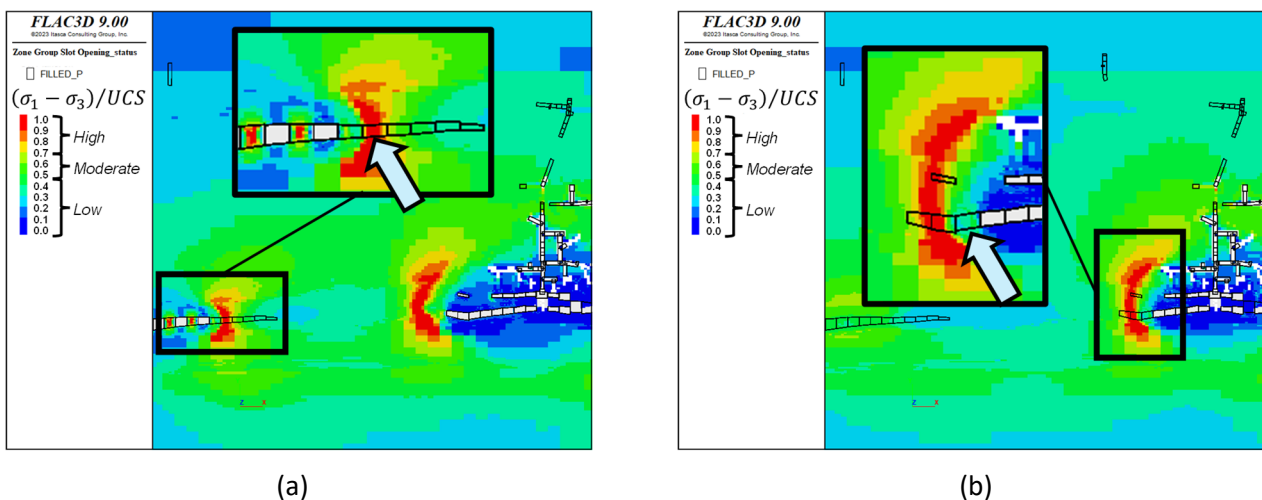 FLAC3D 9.00
©2023 Itasca Consulting Group, Inc.
Zone Group Slot Opening_status
FILLED_P
(σ₁ − σ₃)/UCS
1.0
0.9
0.8
0.7
0.6
0.5
0.4
0.3
0.2
0.1
0.0
High
Moderate
Low
z x
(a)
FLAC3D 9.00
©2023 Itasca Consulting Group, Inc.
Zone Group Slot Opening_status
FILLED_P
(σ₁ − σ₃)/UCS
1.0
0.9
0.8
0.7
0.6
0.5
0.4
0.3
0.2
0.1
0.0
High
Moderate
Low
z x
(b)